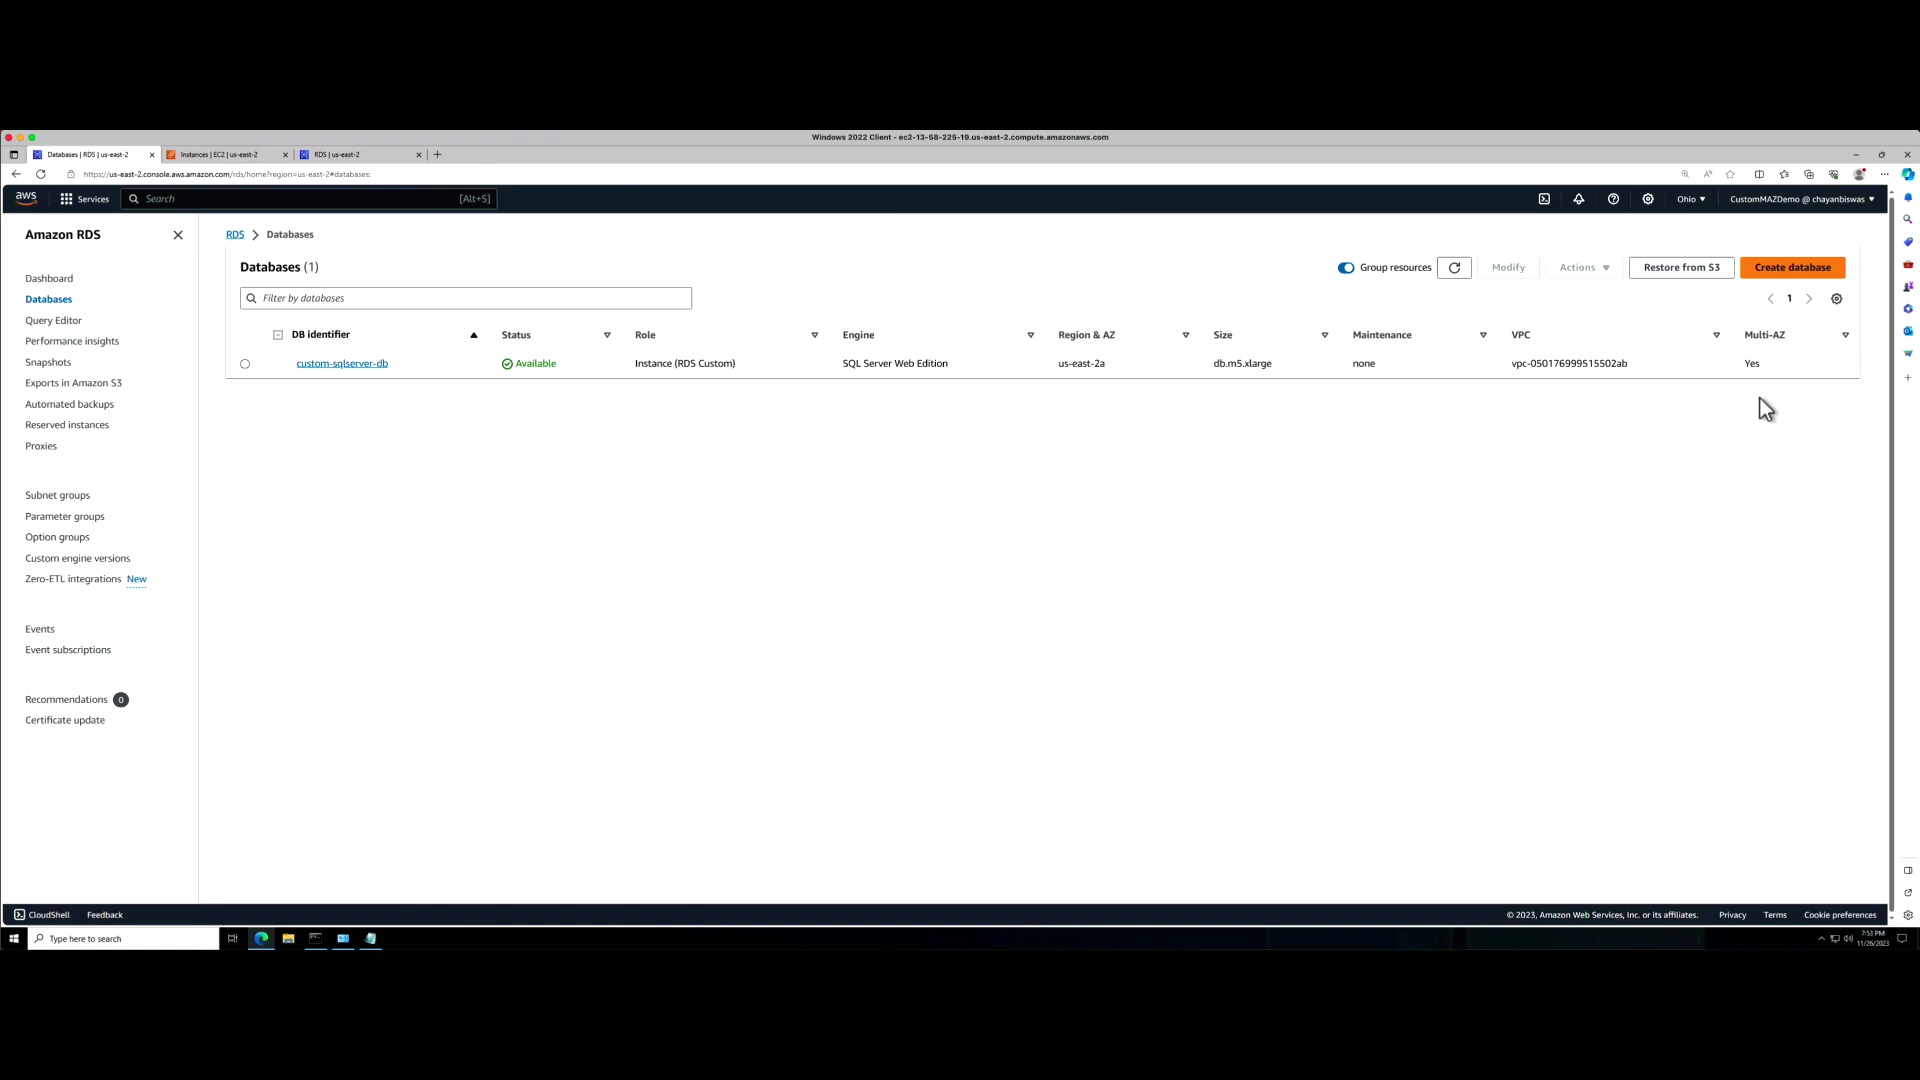 Windows 2022 Client - ec2-13-58-225-19.us-east-2.compute.amazonaws.com
Databases | RDS | us-east-2
Instances | EC2 | us-east-2
RDS | us-east-2
https://us-east-2.console.aws.amazon.com/rds/home?region=us-east-2#databases:
aws
Services
Search
[Alt+S]
Ohio
CustomMAZDemo @ chayanbiswas
Amazon RDS
Dashboard
Databases
Query Editor
Performance insights
Snapshots
Exports in Amazon S3
Automated backups
Reserved instances
Proxies
Subnet groups
Parameter groups
Option groups
Custom engine versions
Zero-ETL integrations New
Events
Event subscriptions
Recommendations 0
Certificate update
RDS > Databases
Databases (1)
Group resources
Modify
Actions
Restore from S3
Create database
Filter by databases
1
DB identifier Status Role Engine Region & AZ Size Maintenance VPC Multi-AZ
custom-sqlserver-db Available Instance (RDS Custom) SQL Server Web Edition us-east-2a db.m5.xlarge none vpc-050176999515502ab Yes
CloudShell
Feedback
© 2023, Amazon Web Services, Inc. or its affiliates.
Privacy
Terms
Cookie preferences
Type here to search
7:53 PM
11/26/2023